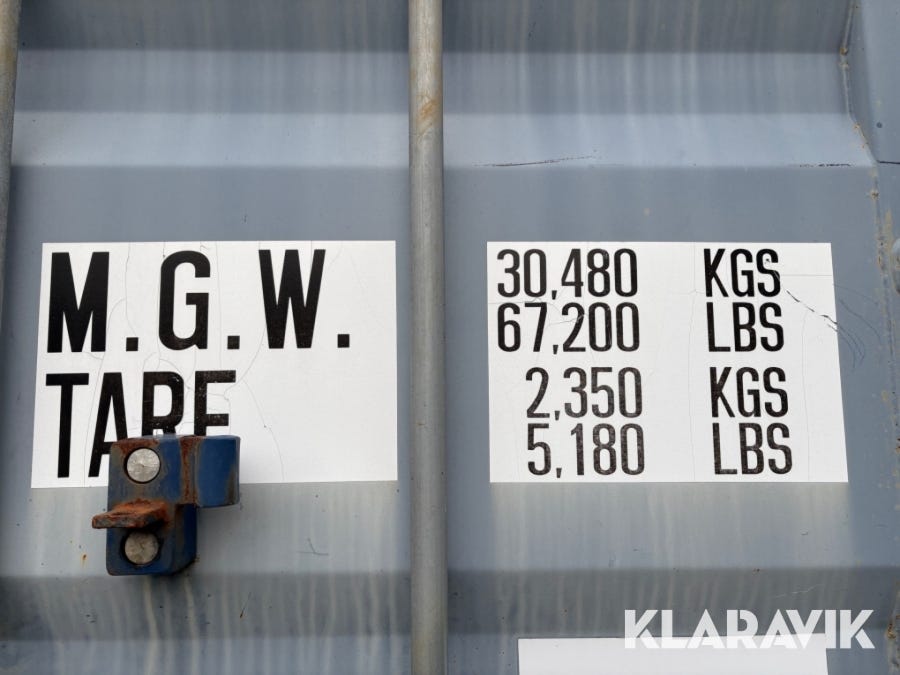 M.G.W. 30,480 KGS
67,200 LBS
TARE 2,350 KGS
5,180 LBS
KLARAVIK